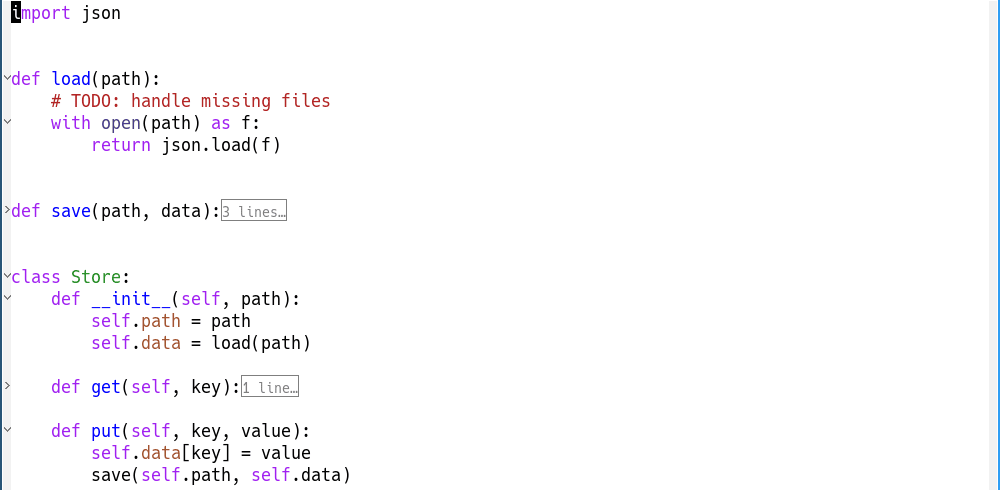 import json
def load(path):
    # TODO: handle missing files
    with open(path) as f:
        return json.load(f)
def save(path, data):3 lines…
class Store:
    def __init__(self, path):
        self.path = path
        self.data = load(path)
    def get(self, key):1 line…
    def put(self, key, value):
        self.data[key] = value
        save(self.path, self.data)